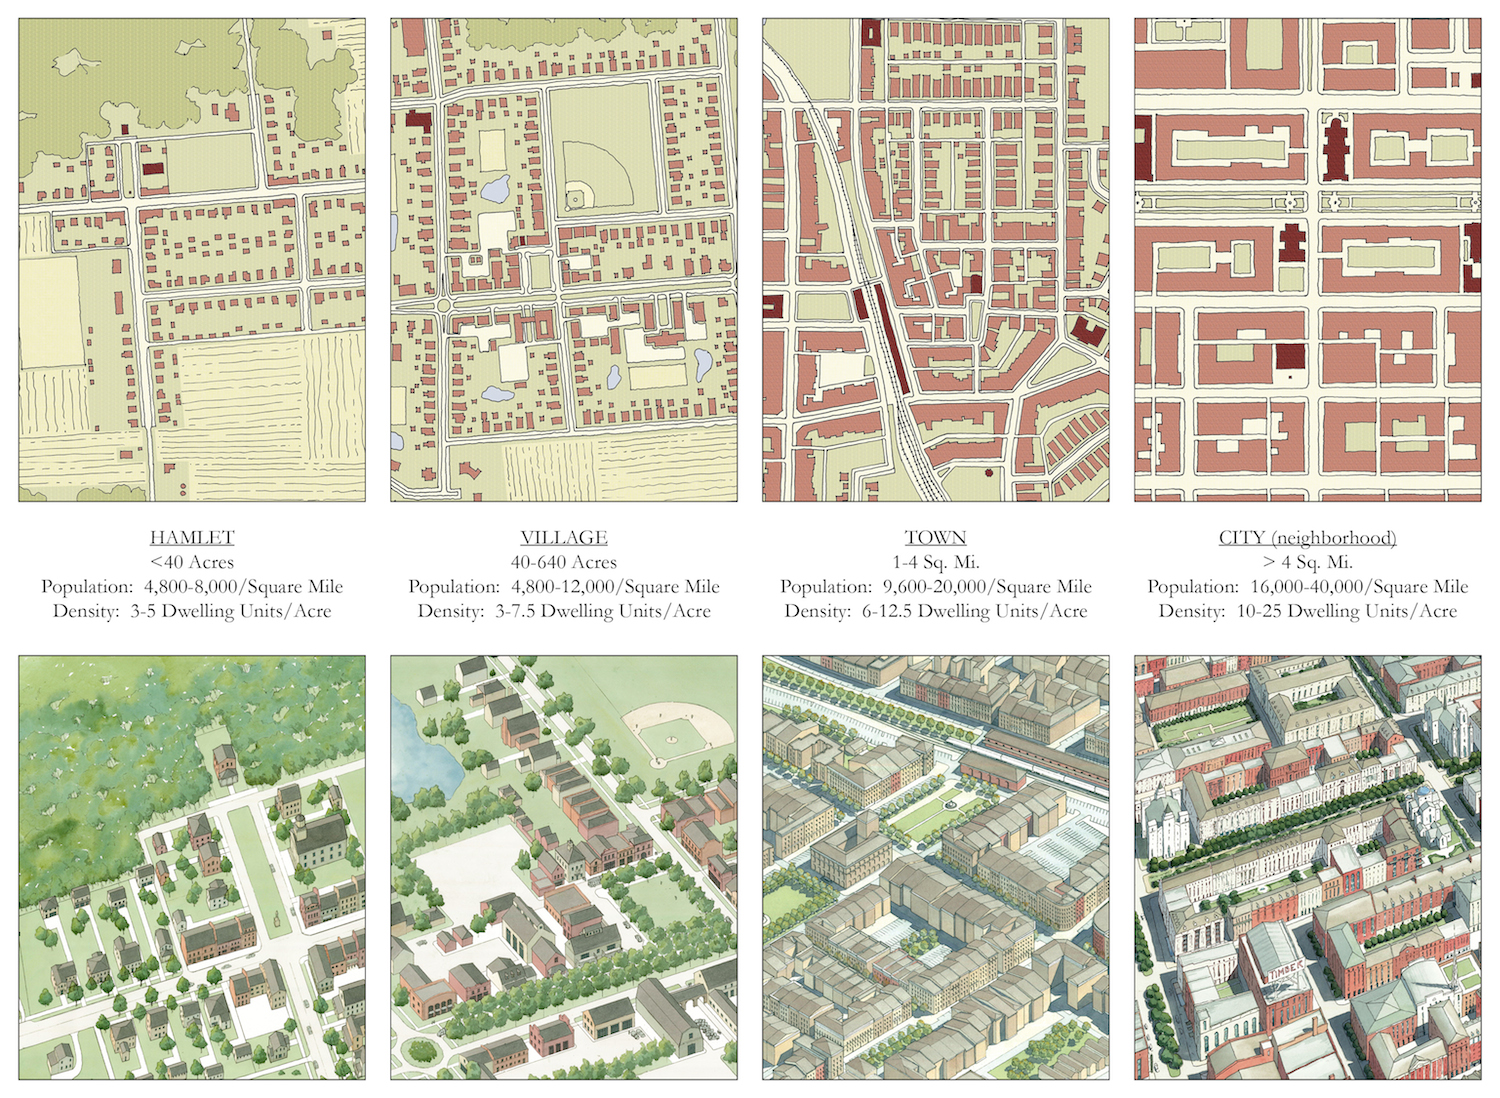 HAMLET
<40 Acres
Population: 4,800-8,000/Square Mile
Density: 3-5 Dwelling Units/Acre
VILLAGE
40-640 Acres
Population: 4,800-12,000/Square Mile
Density: 3-7.5 Dwelling Units/Acre
TOWN
1-4 Sq. Mi.
Population: 9,600-20,000/Square Mile
Density: 6-12.5 Dwelling Units/Acre
CITY (neighborhood)
> 4 Sq. Mi.
Population: 16,000-40,000/Square Mile
Density: 10-25 Dwelling Units/Acre
TIMBER